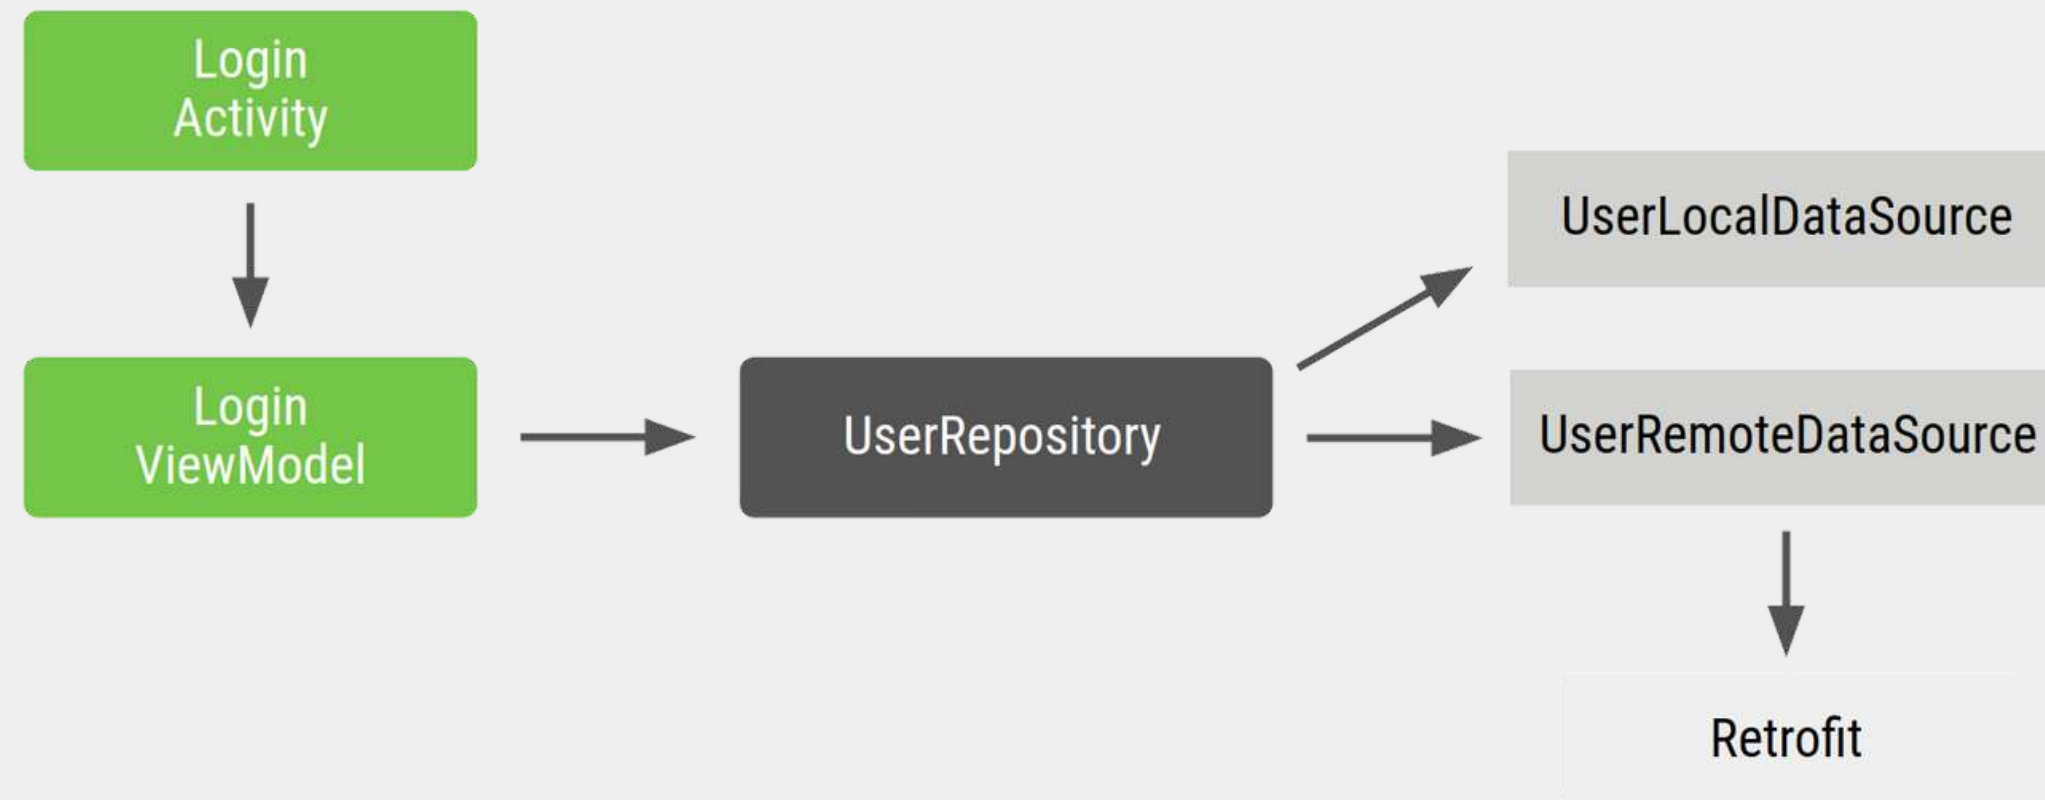 Login
Activity
UserLocalDataSource
Login
ViewModel
UserRepository
UserRemoteDataSource
Retrofit